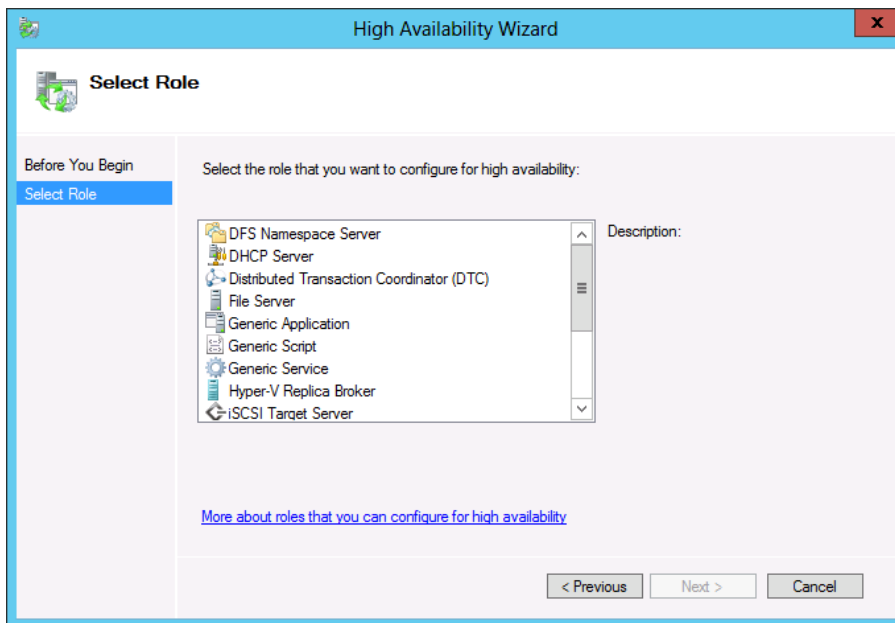 High Availability Wizard
x
Select Role
Before You Begin
Select Role
Select the role that you want to configure for high availability:
DFS Namespace Server
DHCP Server
Distributed Transaction Coordinator (DTC)
File Server
Generic Application
Generic Script
Generic Service
Hyper-V Replica Broker
iSCSI Target Server
Description:
More about roles that you can configure for high availability
< Previous
Next >
Cancel